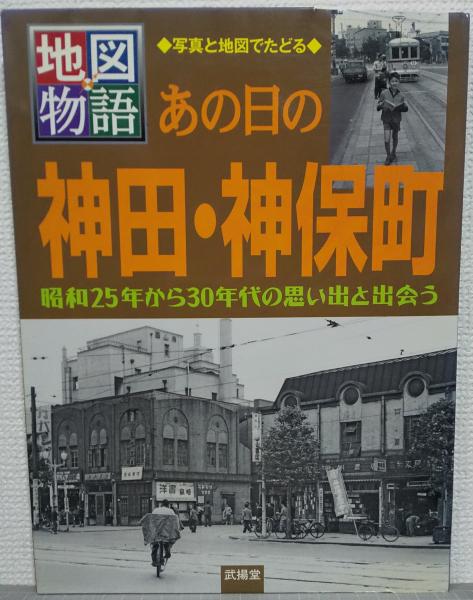 ◆写真と地図でたどる◆
地図
物語
あの日の
神田・神保町
昭和25年から30年代の思い出と出会う
洋書
武揚堂